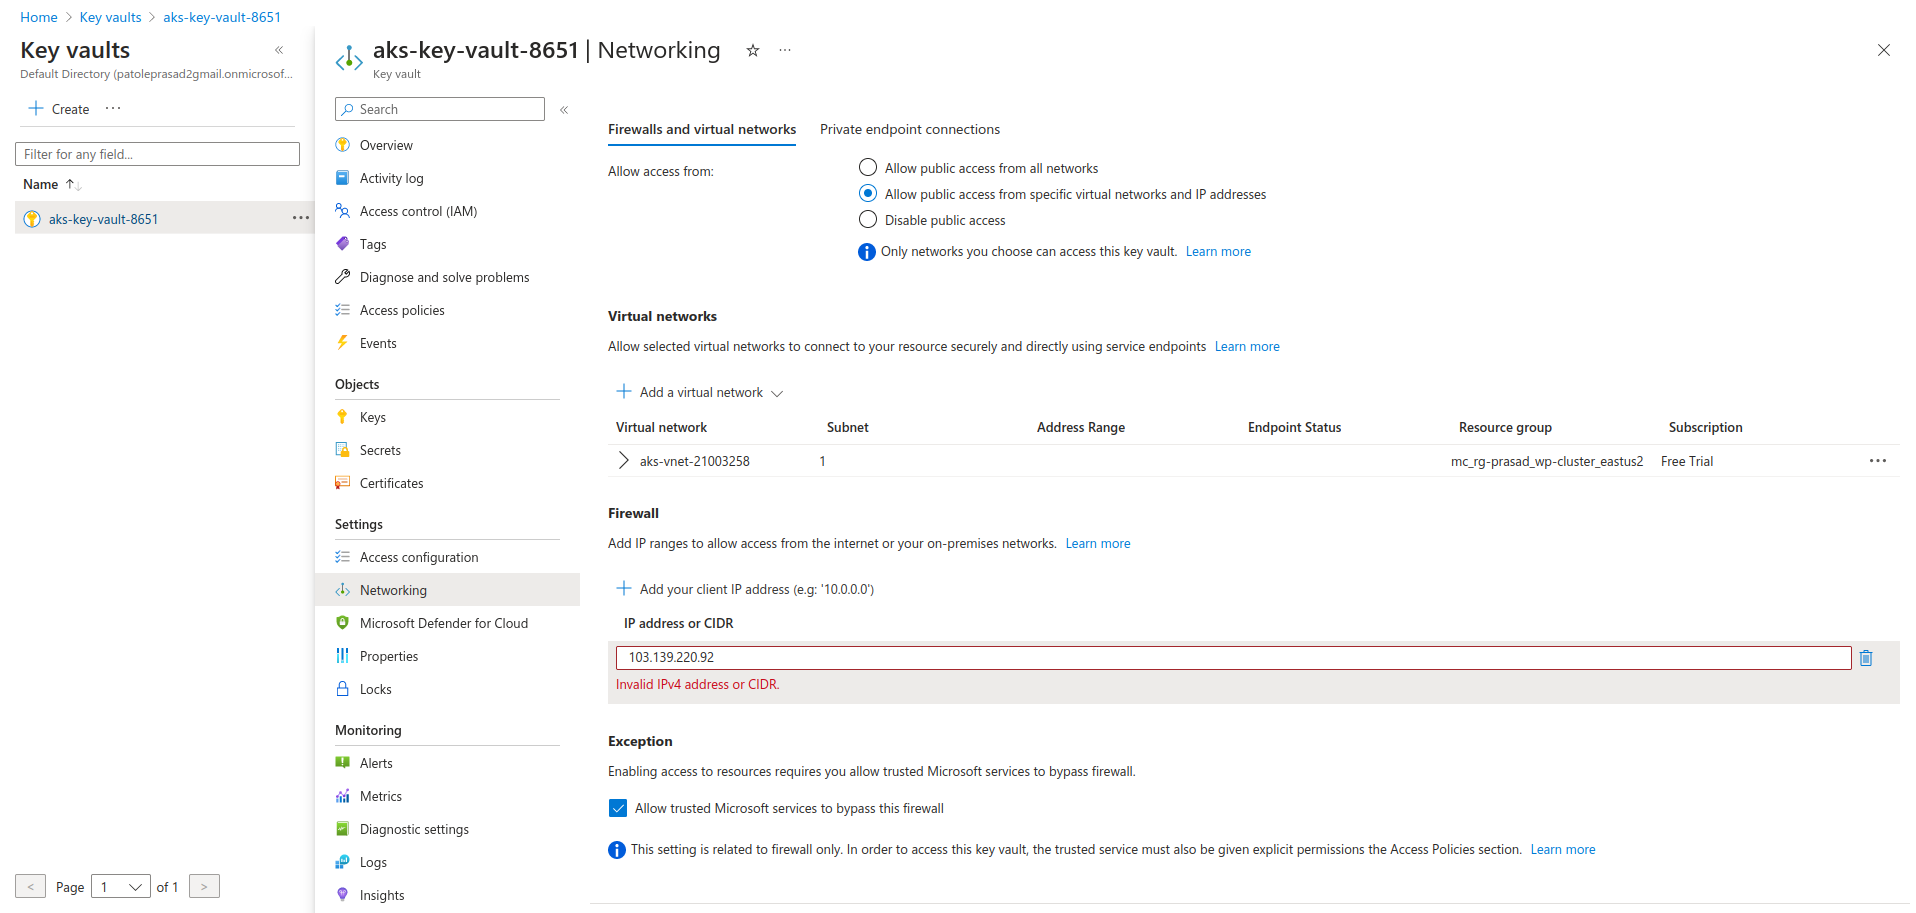 Home > Key vaults > aks-key-vault-8651
Key vaults «
Default Directory (patoleprasad2gmail.onmicrosof...
+ Create ···
Filter for any field...
Name ↑↓
aks-key-vault-8651 ···
< Page 1 of 1 >
aks-key-vault-8651 | Networking ☆ ···
Key vault
Search «
Overview
Activity log
Access control (IAM)
Tags
Diagnose and solve problems
Access policies
Events
Objects
Keys
Secrets
Certificates
Settings
Access configuration
Networking
Microsoft Defender for Cloud
Properties
Locks
Monitoring
Alerts
Metrics
Diagnostic settings
Logs
Insights
Firewalls and virtual networks Private endpoint connections
Allow access from:
Allow public access from all networks
Allow public access from specific virtual networks and IP addresses
Disable public access
Only networks you choose can access this key vault. Learn more
Virtual networks
Allow selected virtual networks to connect to your resource securely and directly using service endpoints Learn more
+ Add a virtual network
Virtual network Subnet Address Range Endpoint Status Resource group Subscription
aks-vnet-21003258 1 mc_rg-prasad_wp-cluster_eastus2 Free Trial ···
Firewall
Add IP ranges to allow access from the internet or your on-premises networks. Learn more
+ Add your client IP address (e.g: '10.0.0.0')
IP address or CIDR
103.139.220.92
Invalid IPv4 address or CIDR.
Exception
Enabling access to resources requires you allow trusted Microsoft services to bypass firewall.
Allow trusted Microsoft services to bypass this firewall
This setting is related to firewall only. In order to access this key vault, the trusted service must also be given explicit permissions the Access Policies section. Learn more